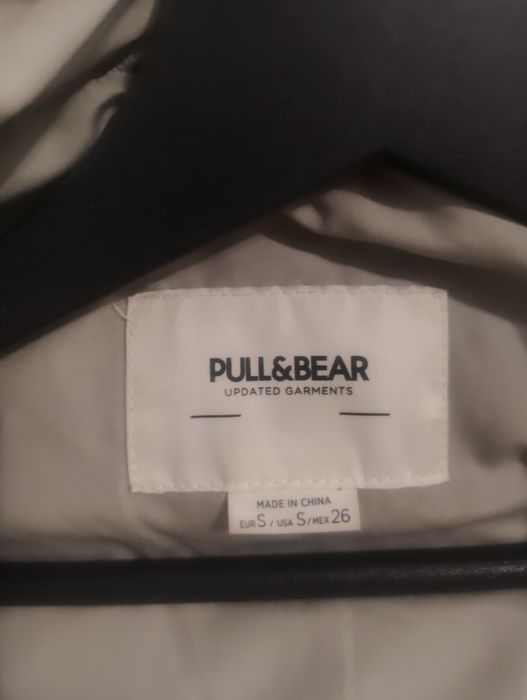 PULL&BEAR
UPDATED GARMENTS
MADE IN CHINA
EUR S / USA S / MEX 26